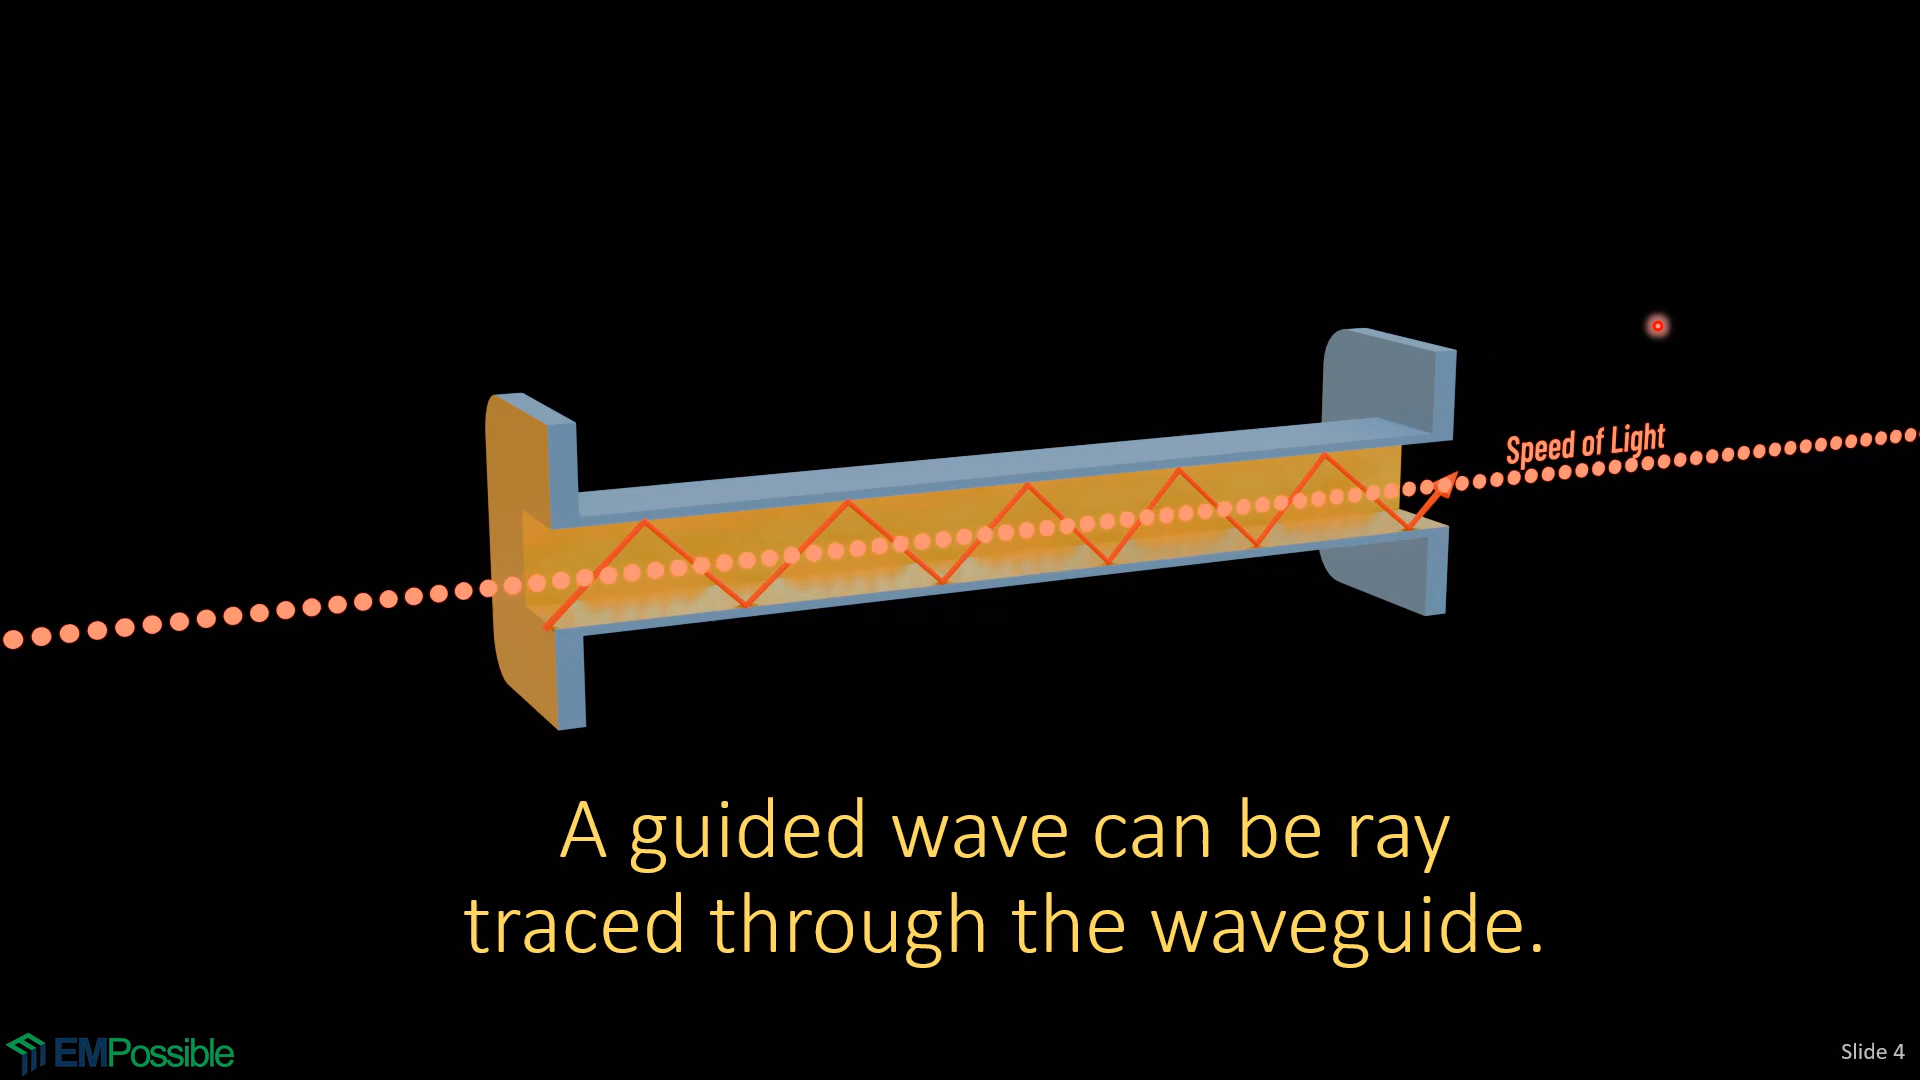 Speed of Light
A guided wave can be ray
traced through the waveguide.
EMPossible
Slide 4